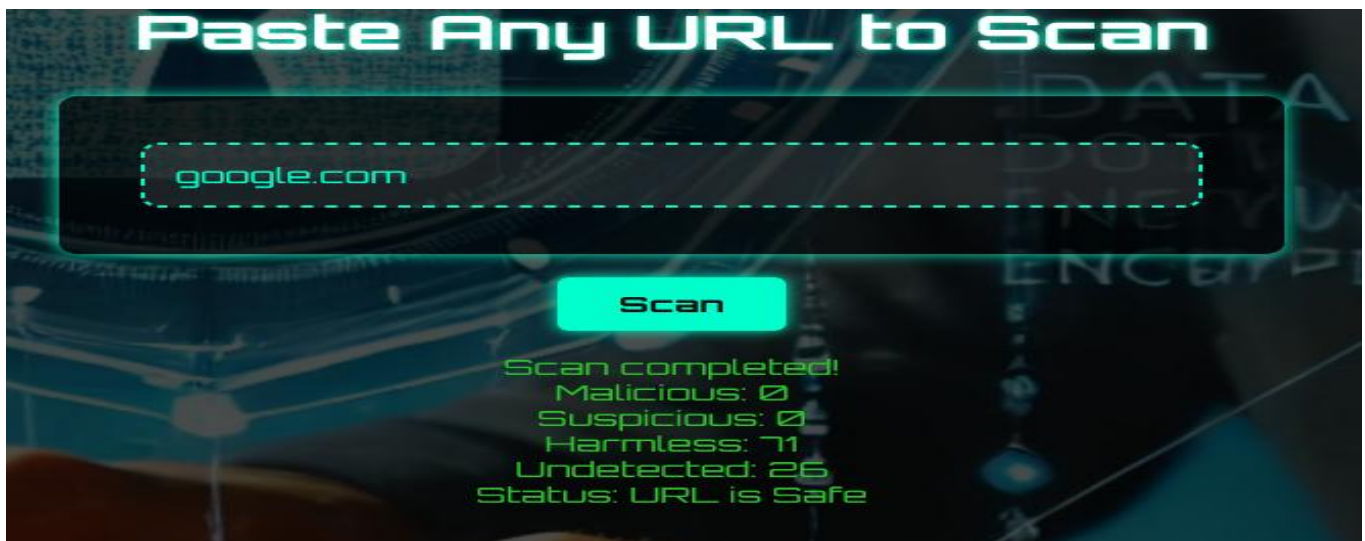 Paste Any URL to Scan
DATA
google.com
Scan
Scan completed!
Malicious: 0
Suspicious: 0
Harmless: 71
Undetected: 26
Status: URL is Safe